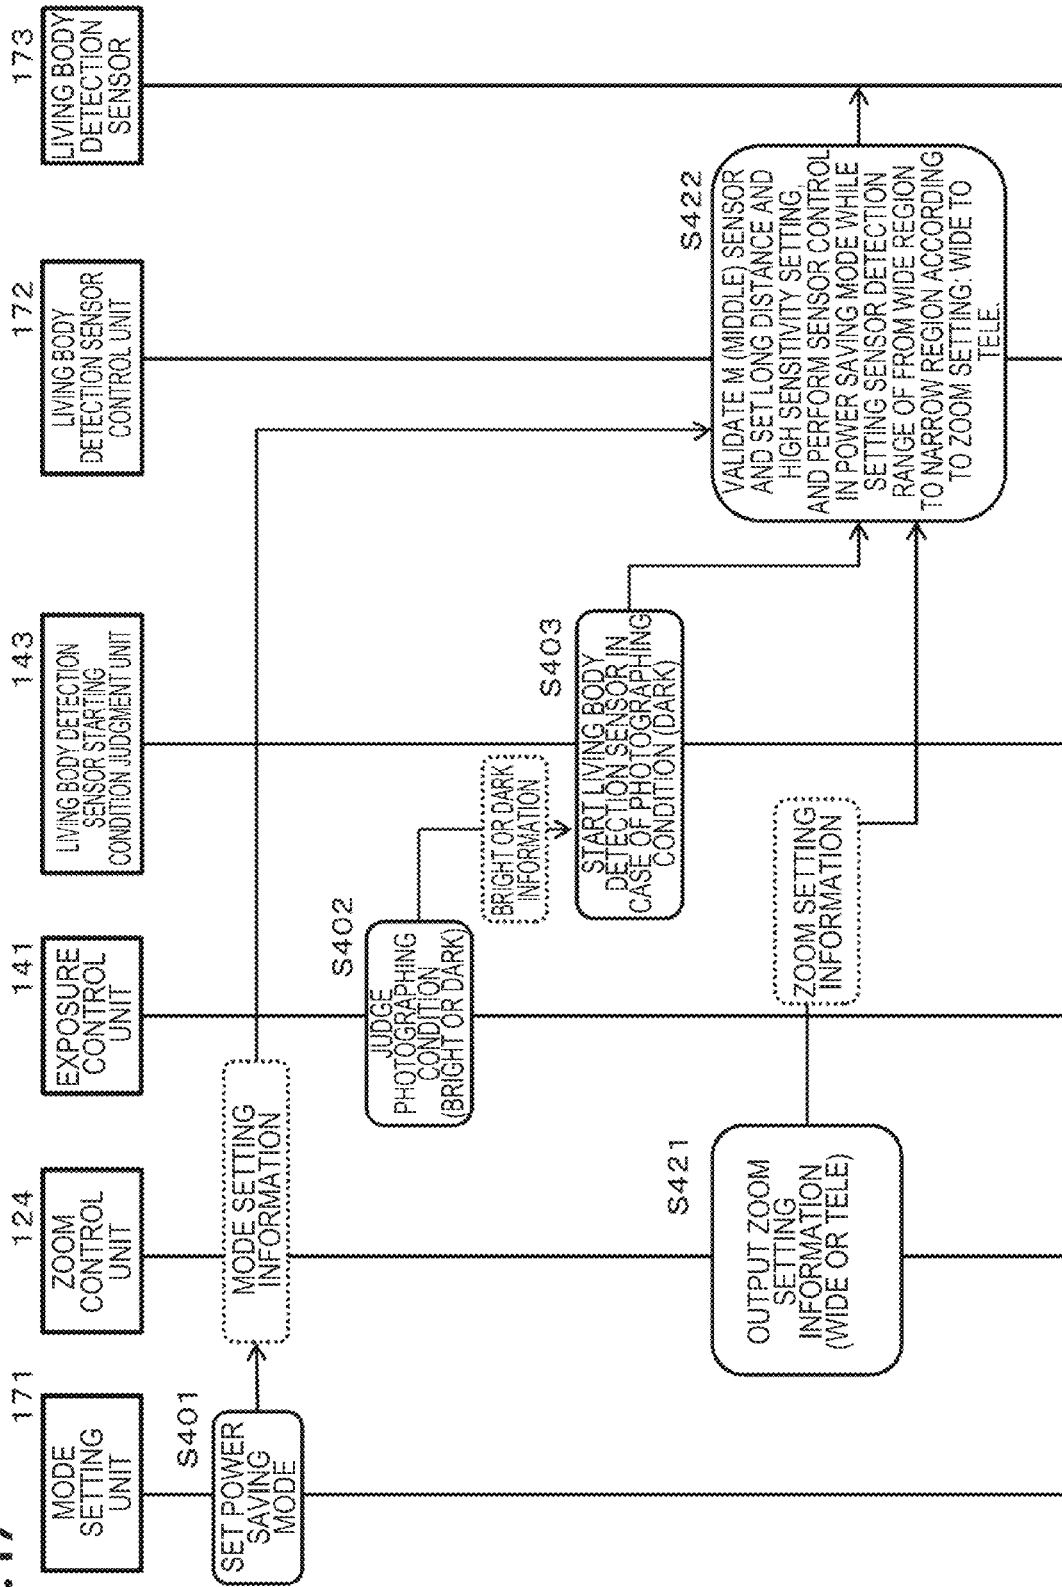 171
MODE
SETTING
UNIT
124
ZOOM
CONTROL
UNIT
141
EXPOSURE
CONTROL
UNIT
143
LIVING BODY DETECTION
SENSOR STARTING
CONDITION JUDGMENT UNIT
172
LIVING BODY
DETECTION SENSOR
CONTROL UNIT
173
LIVING BODY
DETECTION
SENSOR
S401
SET POWER
SAVING
MODE
MODE SETTING
INFORMATION
S402
JUDGE
PHOTOGRAPHING
CONDITION
(BRIGHT OR DARK)
BRIGHT OR DARK
INFORMATION
S403
START LIVING BODY
DETECTION SENSOR IN
CASE OF PHOTOGRAPHING
CONDITION (DARK)
S421
OUTPUT ZOOM
SETTING
INFORMATION
(WIDE OR TELE)
ZOOM SETTING
INFORMATION
S422
VALIDATE M (MIDDLE) SENSOR
AND SET LONG DISTANCE AND
HIGH SENSITIVITY SETTING,
AND PERFORM SENSOR CONTROL
IN POWER SAVING MODE WHILE
SETTING SENSOR DETECTION
RANGE OF FROM WIDE REGION
TO NARROW REGION ACCORDING
TO ZOOM SETTING: WIDE TO
TELE.